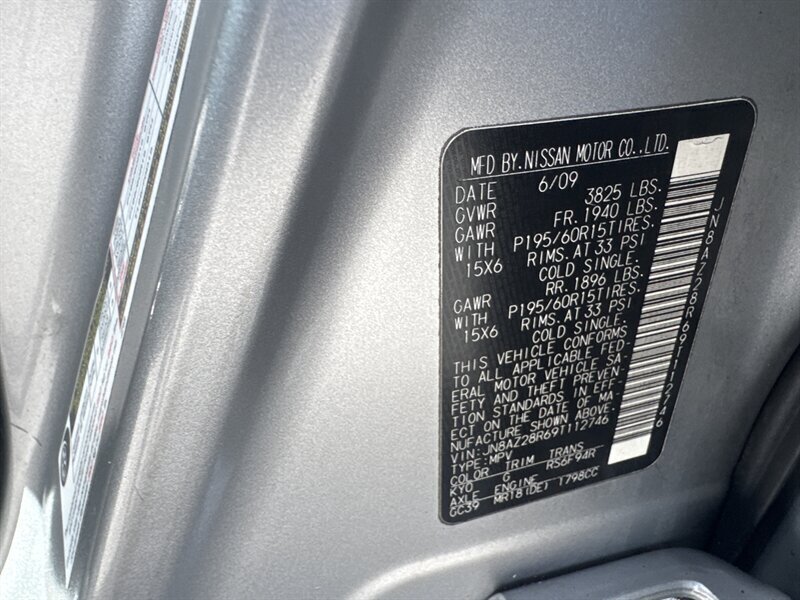 MFD BY. NISSAN MOTOR CO., LTD.
DATE 6/09
GVWR 3825 LBS.
GAWR FR. 1940 LBS.
WITH P195/60R15TIRES.
15X6 RIMS. AT 33 PSI
COLD SINGLE.
GAWR RR. 1896 LBS.
WITH P195/60R15TIRES.
15X6 RIMS. AT 33 PSI
COLD SINGLE.
THIS VEHICLE CONFORMS
TO ALL APPLICABLE FED-
ERAL MOTOR VEHICLE SA-
FETY AND THEFT PREVEN-
TION STANDARDS IN EFF-
ECT ON THE DATE OF MA-
NUFACTURE SHOWN ABOVE.
VIN: JN8AZ28R69T112746
TYPE: MPV
COLOR TRIM TRANS
KY0 G RS6F94R
AXLE ENGINE
GC39 MR18(DE) 1798CC
JN8AZ28R69T112746